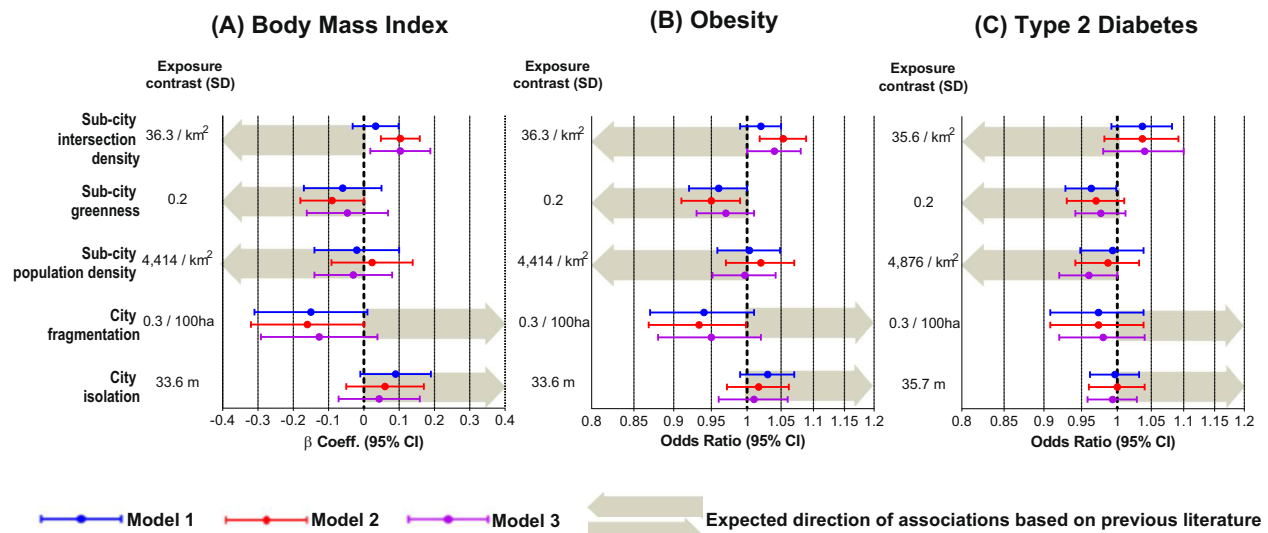 (A) Body Mass Index
(B) Obesity
(C) Type 2 Diabetes
Exposure
contrast (SD)
Exposure
contrast (SD)
Exposure
contrast (SD)
Sub-city
intersection
density
36.3 / km²
36.3 / km²
35.6 / km²
Sub-city
greenness
0.2
0.2
0.2
Sub-city
population density
4,414 / km²
4,414 / km²
4,876 / km²
City
fragmentation
0.3 / 100ha
0.3 / 100ha
0.3 / 100ha
City
isolation
33.6 m
33.6 m
35.7 m
-0.4 -0.3 -0.2 -0.1 0 0.1 0.2 0.3 0.4
β Coeff. (95% CI)
0.8 0.85 0.9 0.95 1 1.05 1.1 1.15 1.2
Odds Ratio (95% CI)
0.8 0.85 0.9 0.95 1 1.05 1.1 1.15 1.2
Odds Ratio (95% CI)
Model 1 Model 2 Model 3 Expected direction of associations based on previous literature